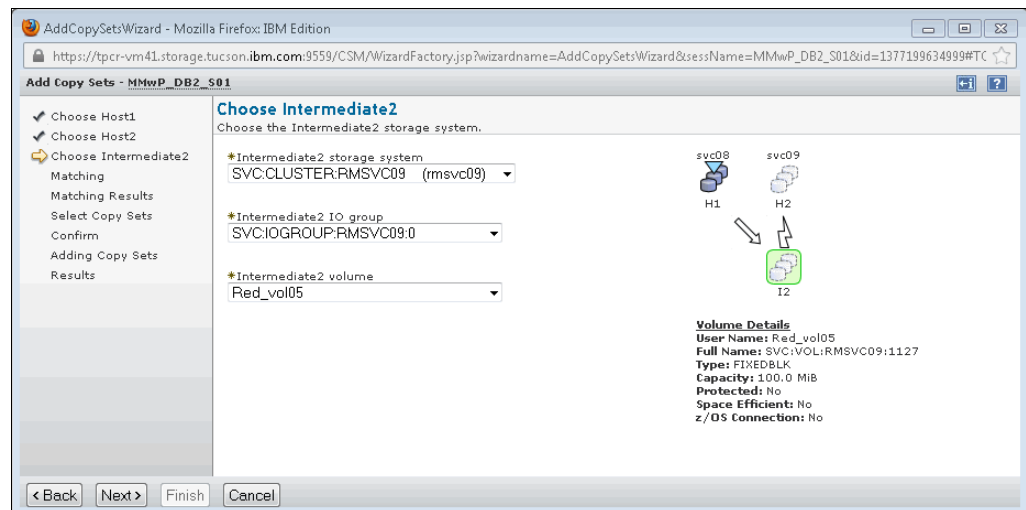 AddCopySetsWizard - Mozilla Firefox: IBM Edition
https://tpcr-vm41.storage.tucson.ibm.com:9559/CSM/WizardFactory.jsp?wizardname=AddCopySetsWizard&sessName=MMwP_DB2_S01&id=1377199634999#TC
Add Copy Sets - MMwP_DB2_S01
Choose Host1
Choose Host2
Choose Intermediate2
Matching
Matching Results
Select Copy Sets
Confirm
Adding Copy Sets
Results
Choose Intermediate2
Choose the Intermediate2 storage system.
*Intermediate2 storage system
SVC:CLUSTER:RMSVC09 (rmsvc09)
*Intermediate2 IO group
SVC:IOGROUP:RMSVC09:0
*Intermediate2 volume
Red_vol05
svc08 svc09
H1 H2
I2
Volume Details
User Name: Red_vol05
Full Name: SVC:VOL:RMSVC09:1127
Type: FIXEDBLK
Capacity: 100.0 MiB
Protected: No
Space Efficient: No
z/OS Connection: No
< Back Next > Finish Cancel